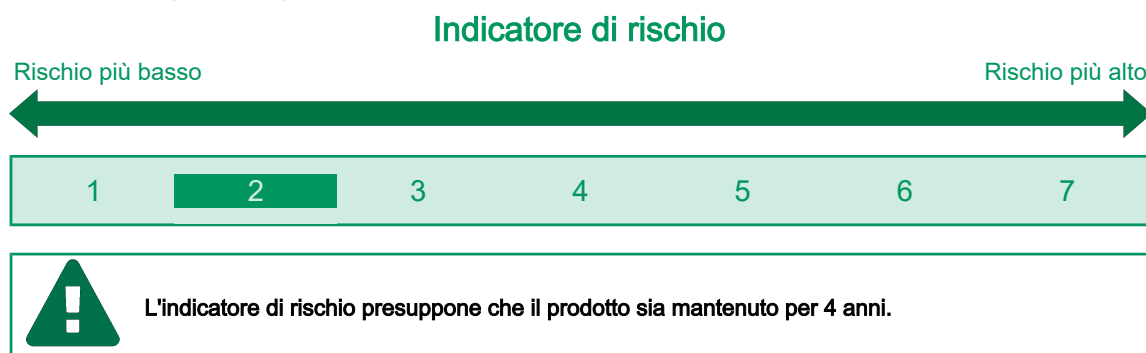 Indicatore di rischio
Rischio più basso Rischio più alto
1 2 3 4 5 6 7
L'indicatore di rischio presuppone che il prodotto sia mantenuto per 4 anni.